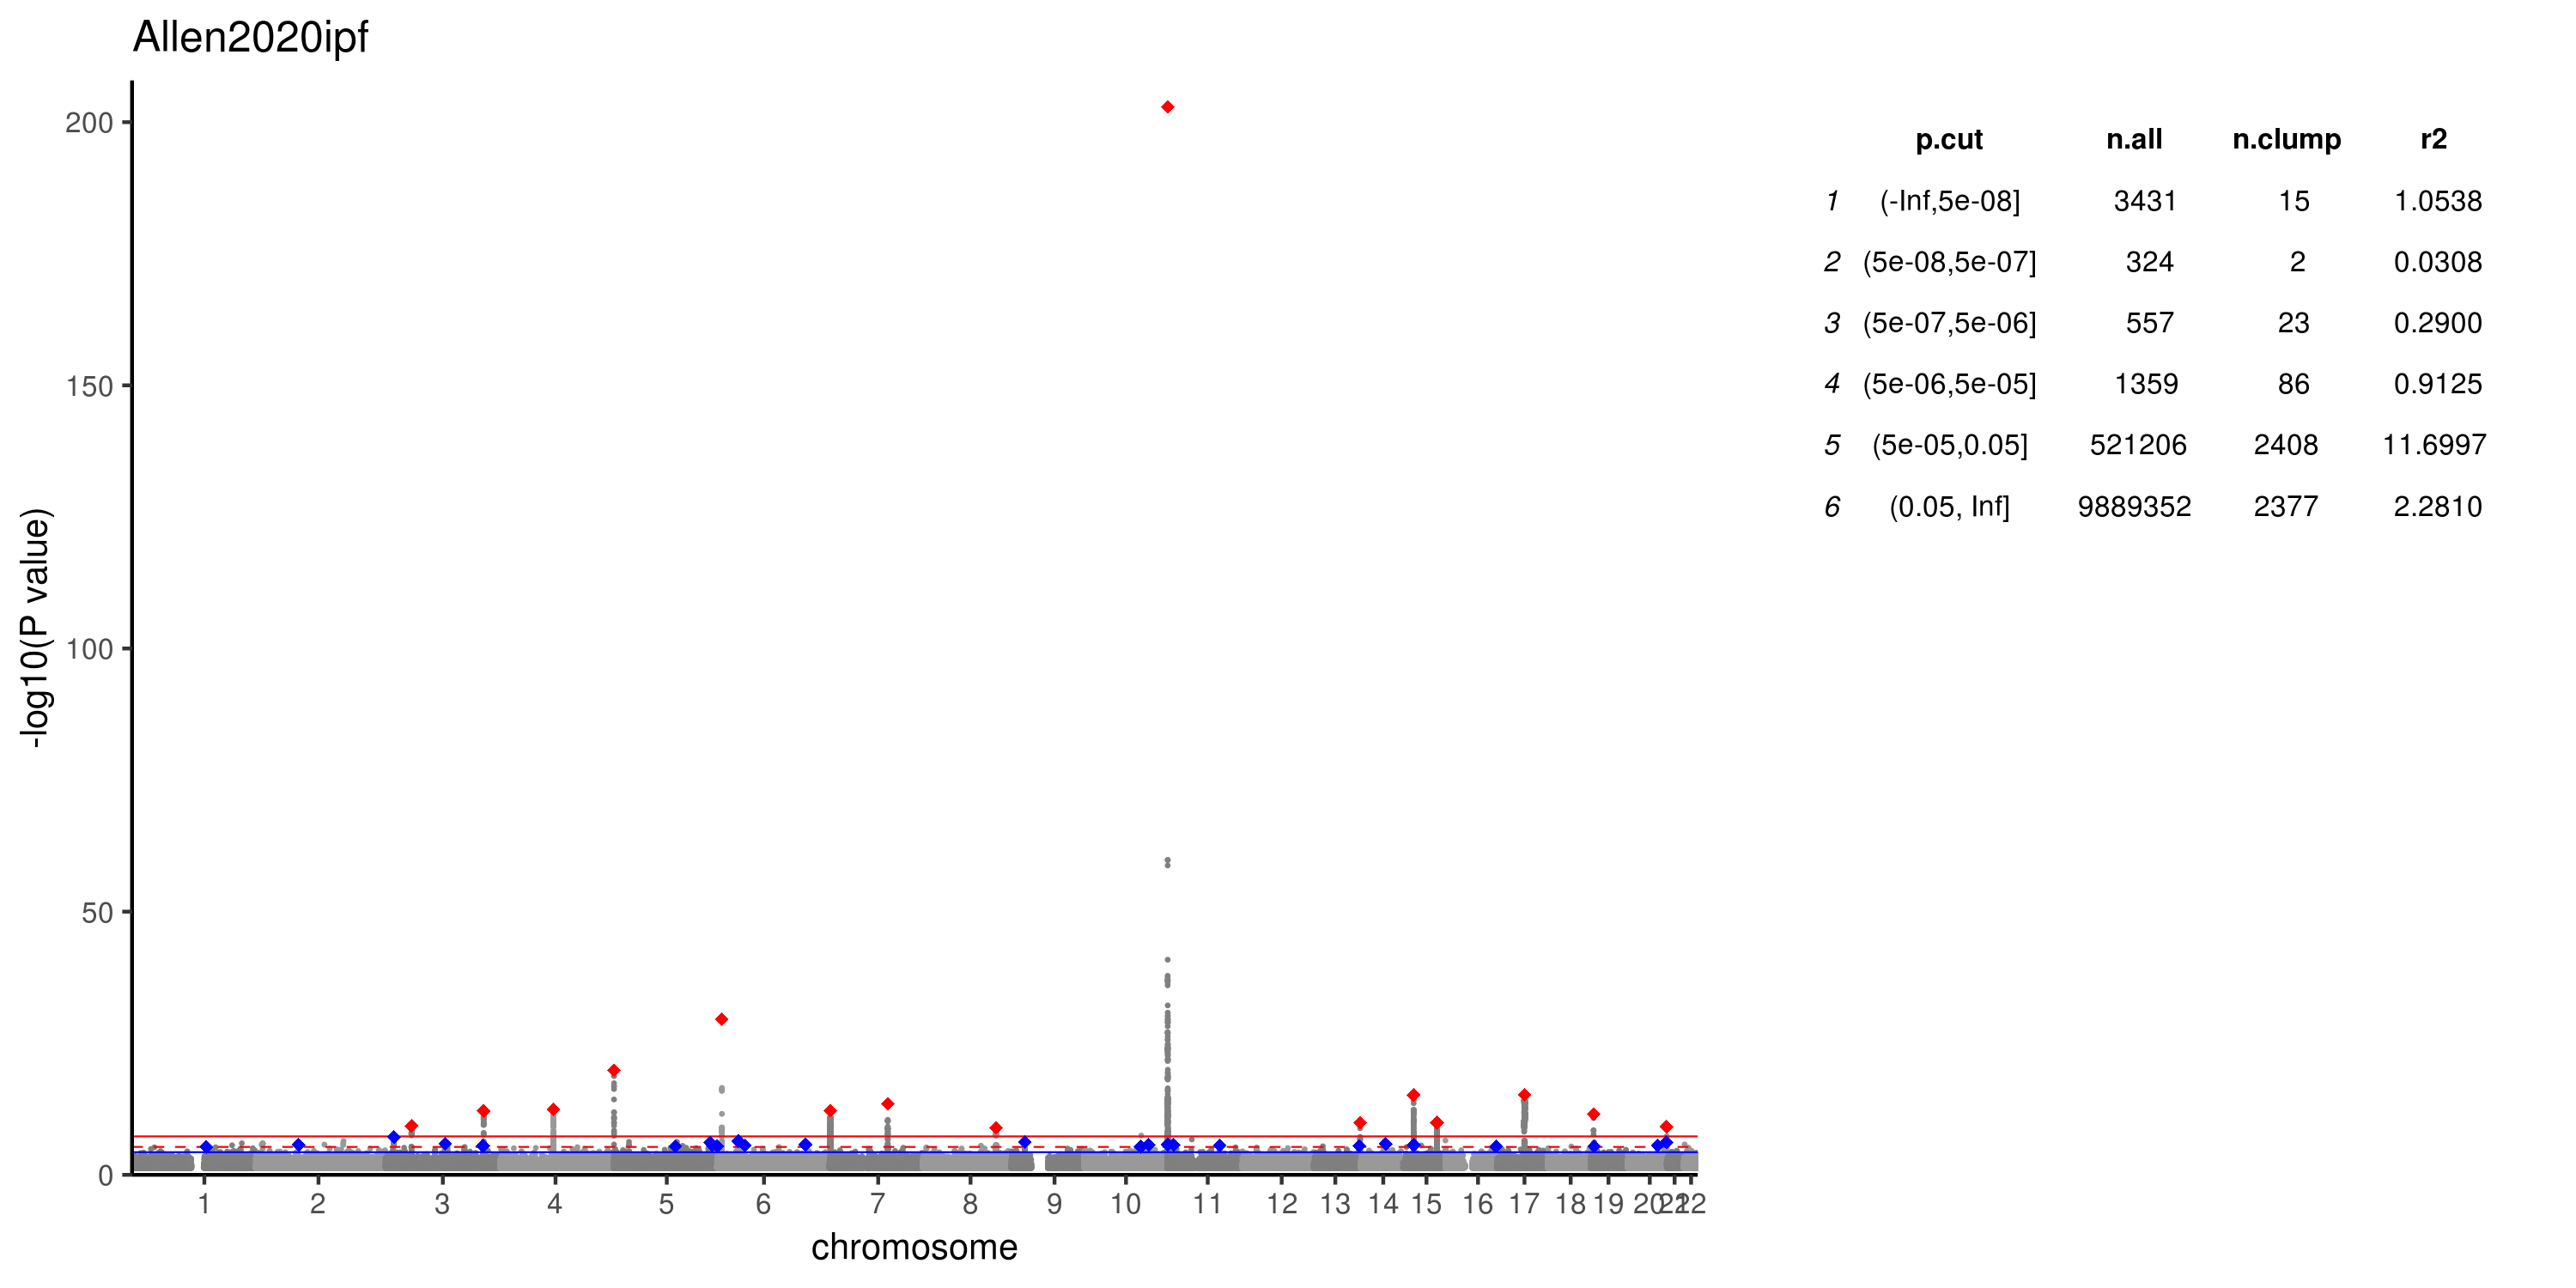 Allen2020ipf
200
150
100
50
0
-log10(P value)
1 2 3 4 5 6 7 8 9 10 11 12 13 14 15 16 17 18 19 20 21 22
chromosome
p.cut n.all n.clump r2
1 (-Inf,5e-08] 3431 15 1.0538
2 (5e-08,5e-07] 324 2 0.0308
3 (5e-07,5e-06] 557 23 0.2900
4 (5e-06,5e-05] 1359 86 0.9125
5 (5e-05,0.05] 521206 2408 11.6997
6 (0.05, Inf] 9889352 2377 2.2810